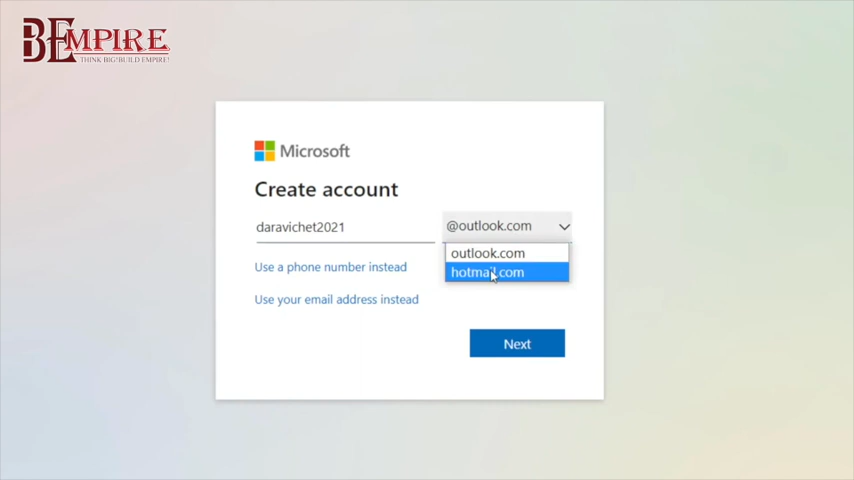 BEMPIRE
THINK BIG!BUILD EMPIRE!
Microsoft
Create account
daravichet2021
@outlook.com
outlook.com
hotmail.com
Use a phone number instead
Use your email address instead
Next